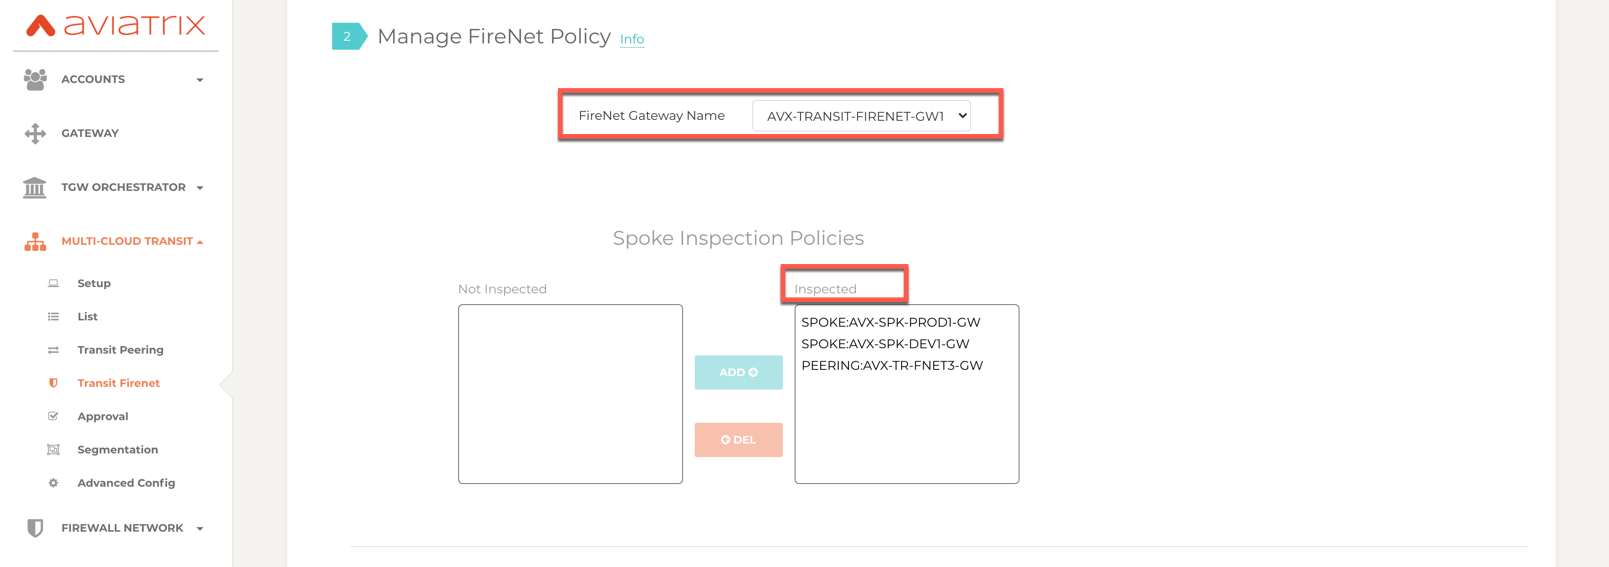 AVIATRIX
ACCOUNTS
GATEWAY
TGW ORCHESTRATOR
MULTI-CLOUD TRANSIT
Setup
List
Transit Peering
Transit Firenet
Approval
Segmentation
Advanced Config
FIREWALL NETWORK
2 Manage FireNet Policy Info
FireNet Gateway Name AVX-TRANSIT-FIRENET-GW1
Spoke Inspection Policies
Not Inspected
ADD
DEL
Inspected
SPOKE:AVX-SPK-PROD1-GW
SPOKE:AVX-SPK-DEV1-GW
PEERING:AVX-TR-FNET3-GW